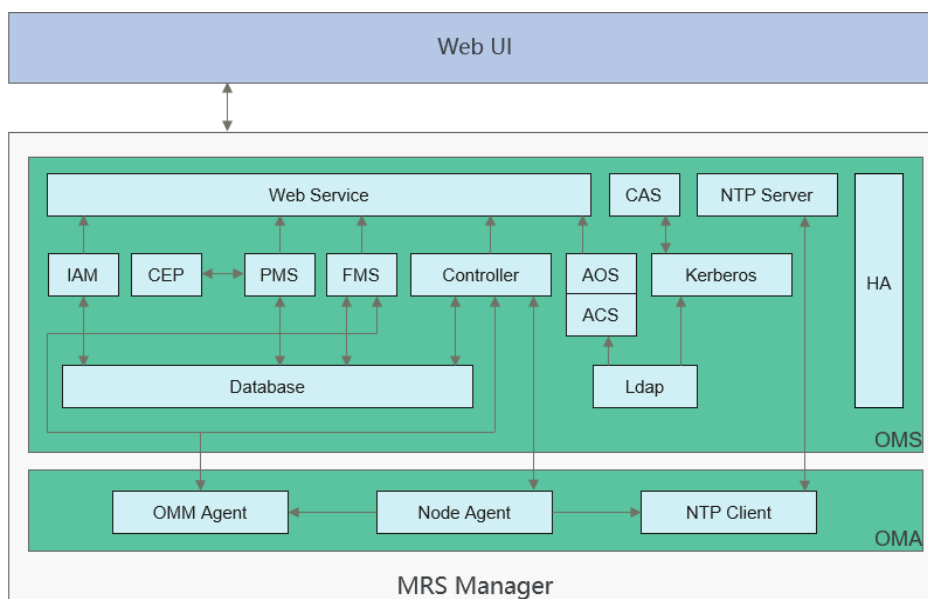 Web UI
Web Service
CAS
NTP Server
IAM
CEP
PMS
FMS
Controller
AOS
Kerberos
HA
ACS
Database
Ldap
OMS
OMM Agent
Node Agent
NTP Client
OMA
MRS Manager